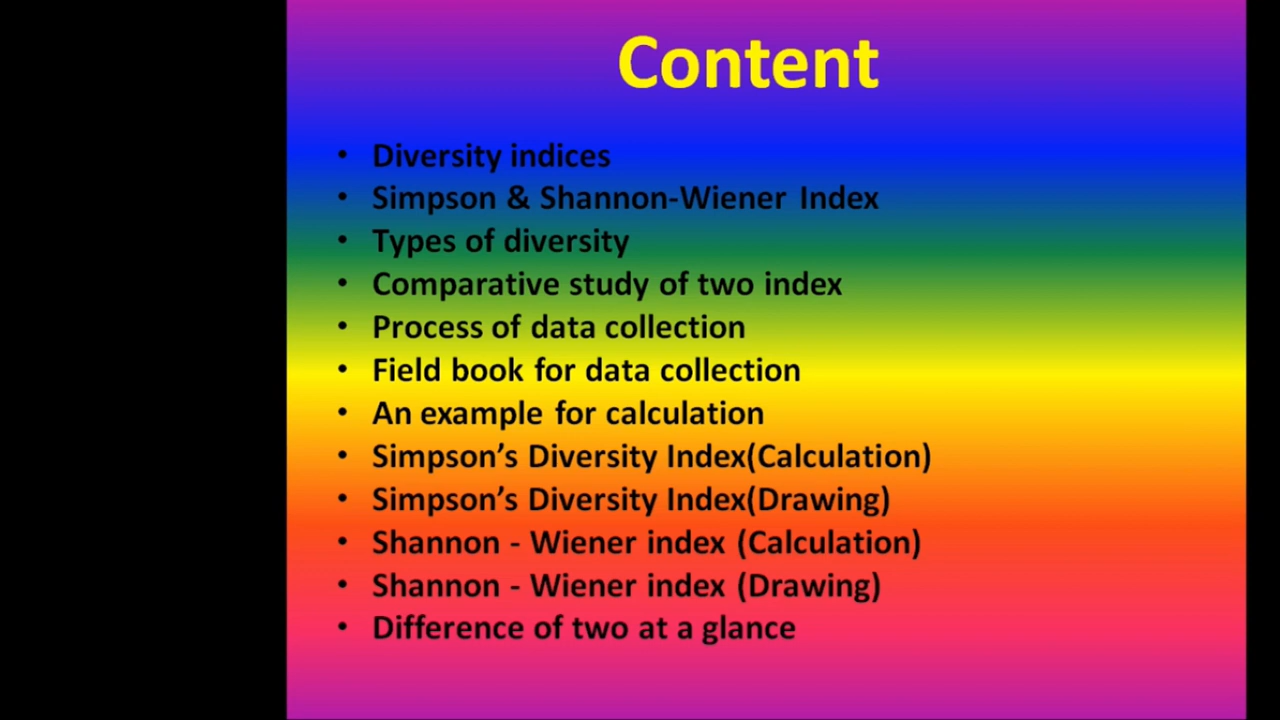 Content
• Diversity indices
• Simpson & Shannon-Wiener Index
• Types of diversity
• Comparative study of two index
• Process of data collection
• Field book for data collection
• An example for calculation
• Simpson’s Diversity Index(Calculation)
• Simpson’s Diversity Index(Drawing)
• Shannon - Wiener index (Calculation)
• Shannon - Wiener index (Drawing)
• Difference of two at a glance